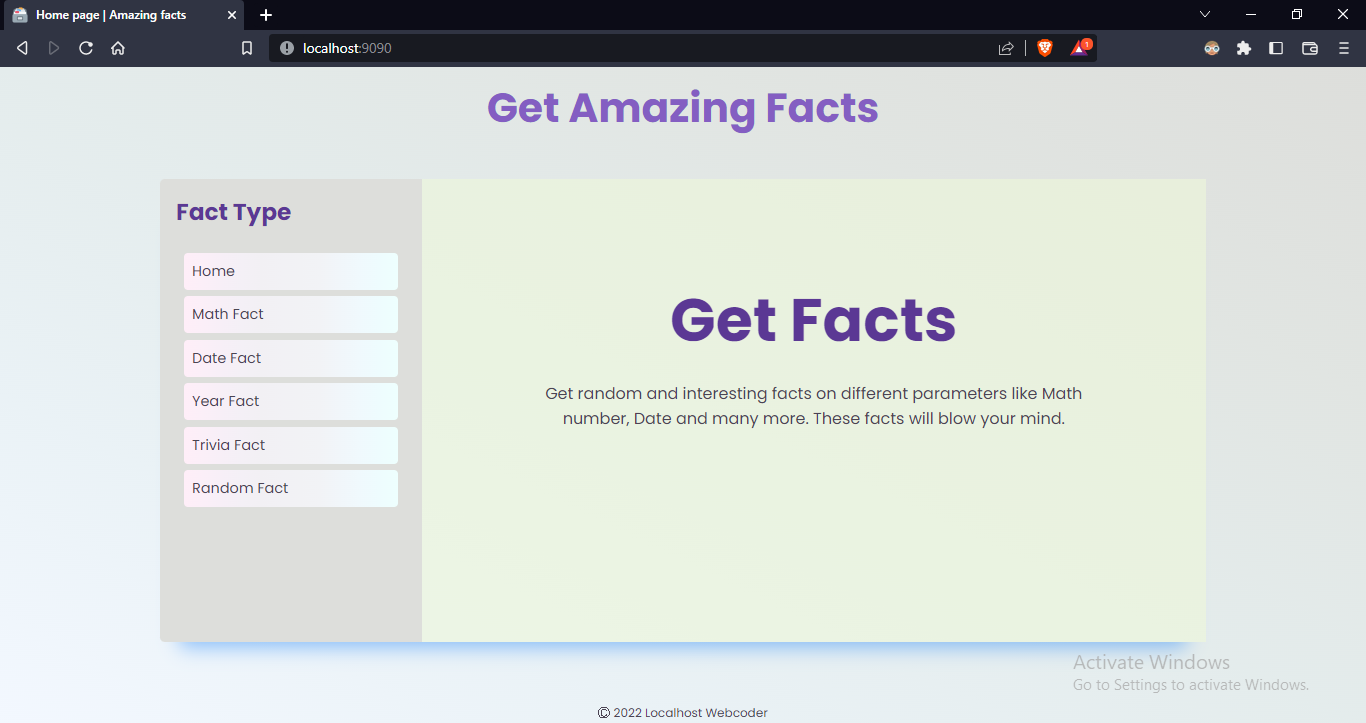 Home page | Amazing facts
localhost:9090
1
Get Amazing Facts
Fact Type
Home
Math Fact
Date Fact
Year Fact
Trivia Fact
Random Fact
Get Facts
Get random and interesting facts on different parameters like Math
number, Date and many more. These facts will blow your mind.
Activate Windows
Go to Settings to activate Windows.
© 2022 Localhost Webcoder